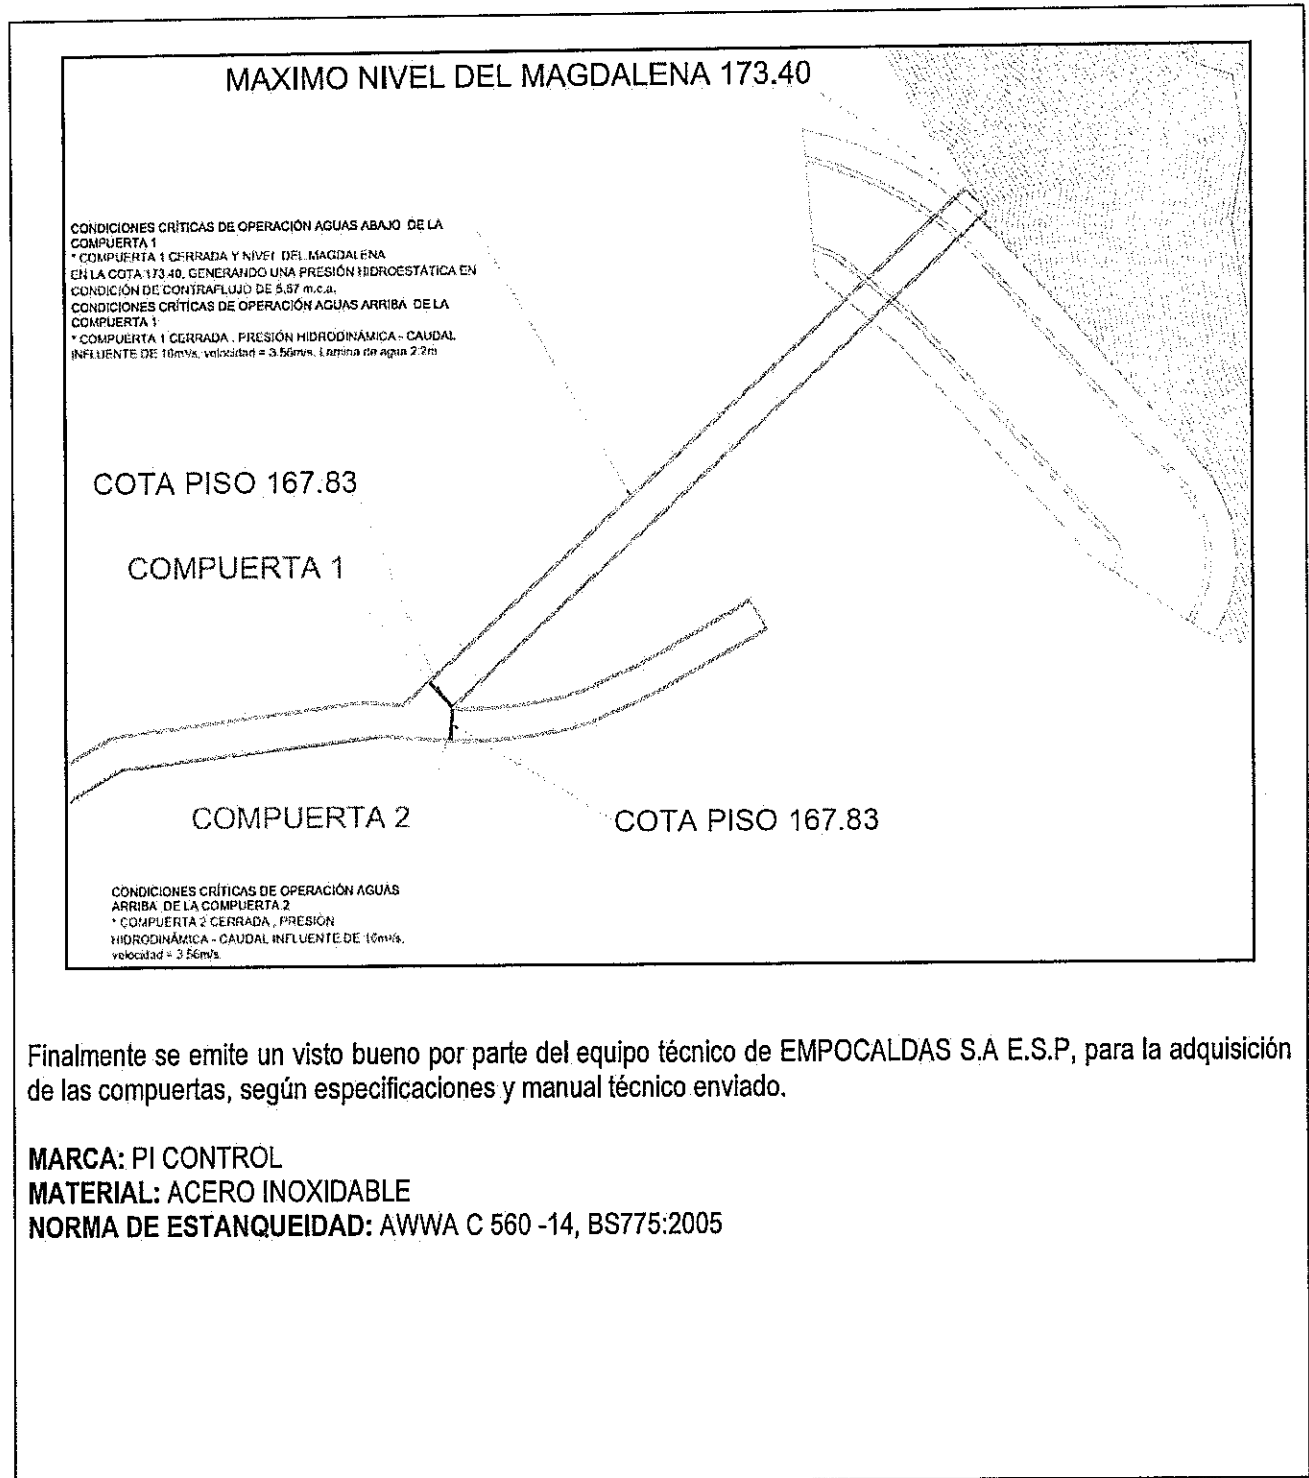 MAXIMO NIVEL DEL MAGDALENA 173.40
CONDICIONES CRÍTICAS DE OPERACIÓN AGUAS ABAJO DE LA
COMPUERTA 1
* COMPUERTA 1 CERRADA Y NIVEL DEL MAGDALENA
EN LA COTA 173.40, GENERANDO UNA PRESIÓN HIDROESTÁTICA EN
CONDICIÓN DE CONTRAFLUJO DE 5,57 m.c.a.
CONDICIONES CRÍTICAS DE OPERACIÓN AGUAS ARRIBA DE LA
COMPUERTA 1
* COMPUERTA 1 CERRADA , PRESIÓN HIDRODINÁMICA - CAUDAL
INFLUENTE DE velocidad = 3.56m/s, Lamina de agua 2.2m
COTA PISO 167.83
COMPUERTA 1
COMPUERTA 2
COTA PISO 167.83
CONDICIONES CRÍTICAS DE OPERACIÓN AGUAS
ARRIBA DE LA COMPUERTA 2
* COMPUERTA 2 CERRADA , PRESIÓN
HIDRODINÁMICA - CAUDAL INFLUENTE DE
velocidad = 3.56m/s
Finalmente se emite un visto bueno por parte del equipo técnico de EMPOCALDAS S.A E.S.P, para la adquisición
de las compuertas, según especificaciones y manual técnico enviado.
MARCA: PI CONTROL
MATERIAL: ACERO INOXIDABLE
NORMA DE ESTANQUEIDAD: AWWA C 560 -14, BS775:2005